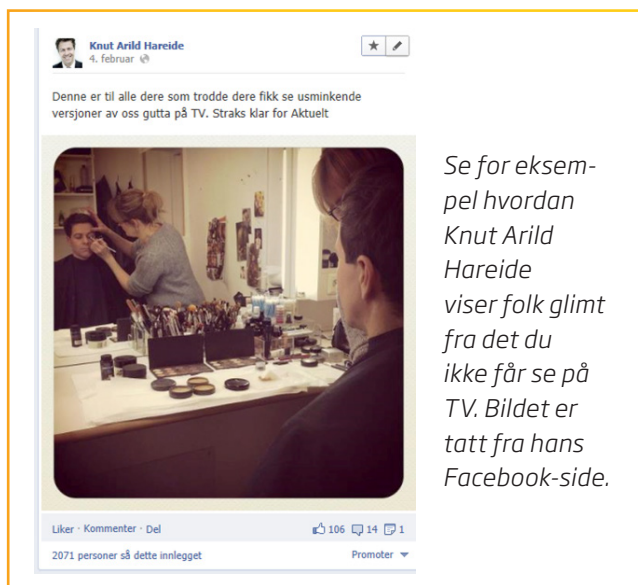 Knut Arild Hareide
4. februar
Denne er til alle dere som trodde dere fikk se usminkende
versjoner av oss gutta på TV. Straks klar for Aktuelt
Se for eksem-
pel hvordan
Knut Arild
Hareide
viser folk glimt
fra det du
ikke får se på
TV. Bildet er
tatt fra hans
Facebook-side.
Liker · Kommenter · Del 106 14 1
2071 personer så dette innlegget Promoter